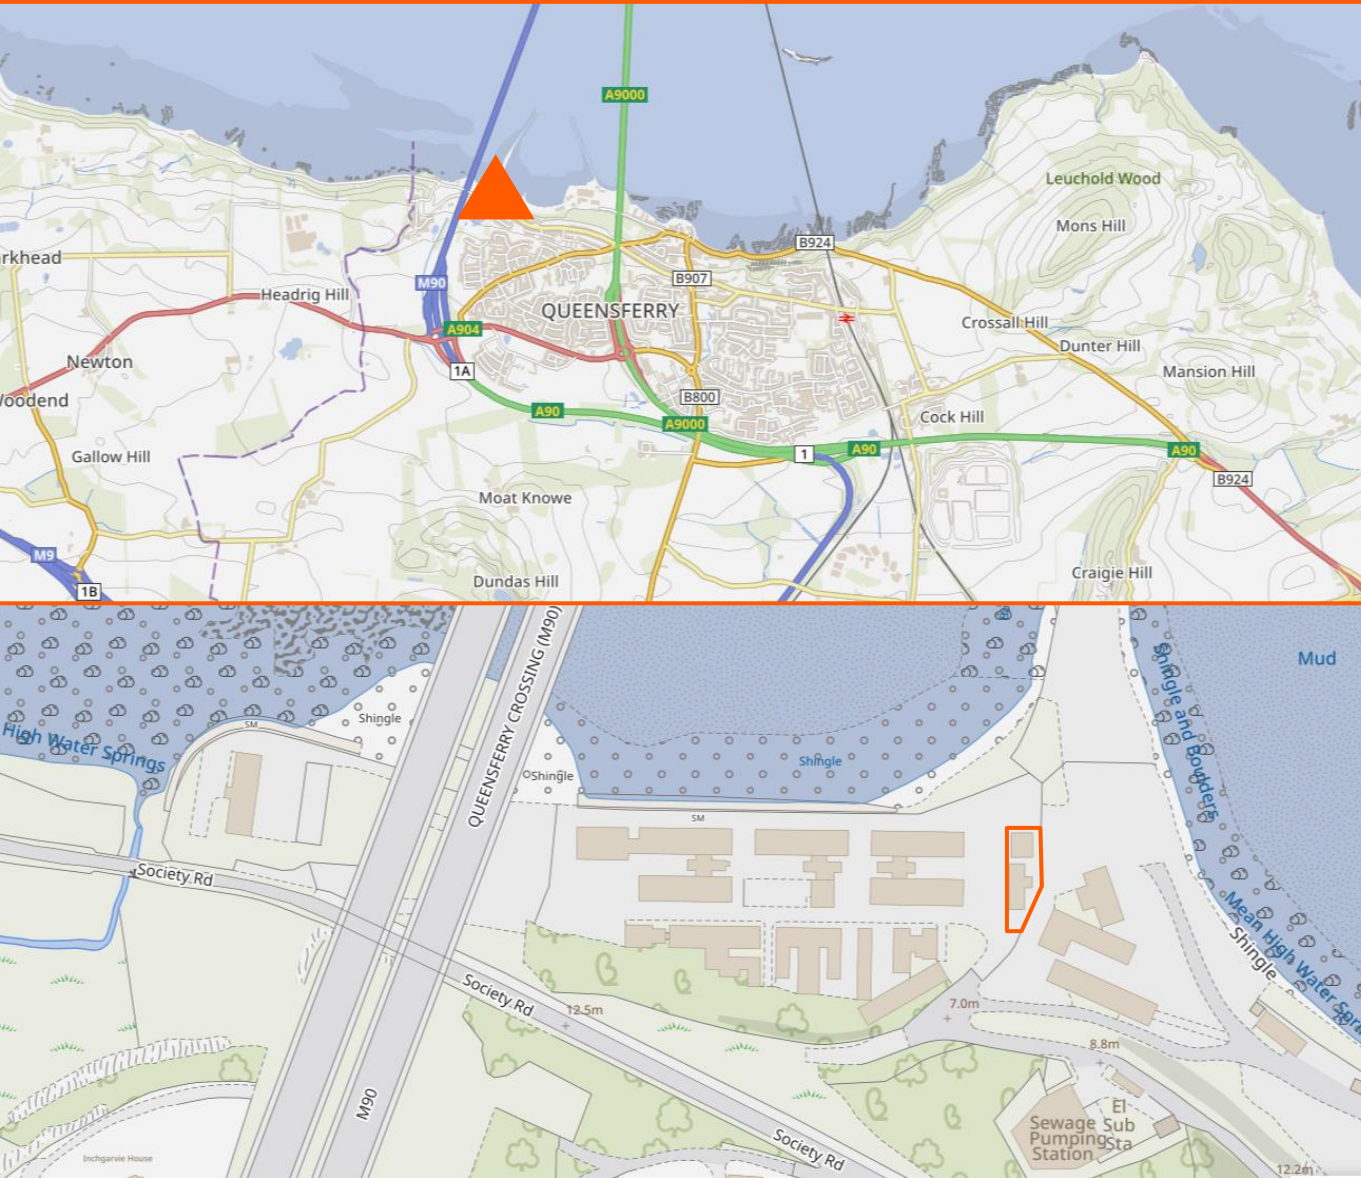 A9000
Leuchold Wood
Mons Hill
B924
rkhead
B907
M90
Headrig Hill
QUEENSFERRY
Crossall Hill
A904
Dunter Hill
Newton
1A
Mansion Hill
Woodend
B800
A90
Cock Hill
A9000
A90
A90
1
Gallow Hill
B924
Moat Knowe
M9
Craigie Hill
Dundas Hill
1B
QUEENSFERRY CROSSING (M90)
Mud
Shingle and Boulders
Shingle
SM
High Water Springs
Shingle
Shingle
SM
Society Rd
Mean High Water Spri
Shingle
Society Rd
12.5m
7.0m
8.8m
M90
El
Sub
Sta
Sewage
Pumping
Station
Society Rd
Inchgarvie House
12.2m